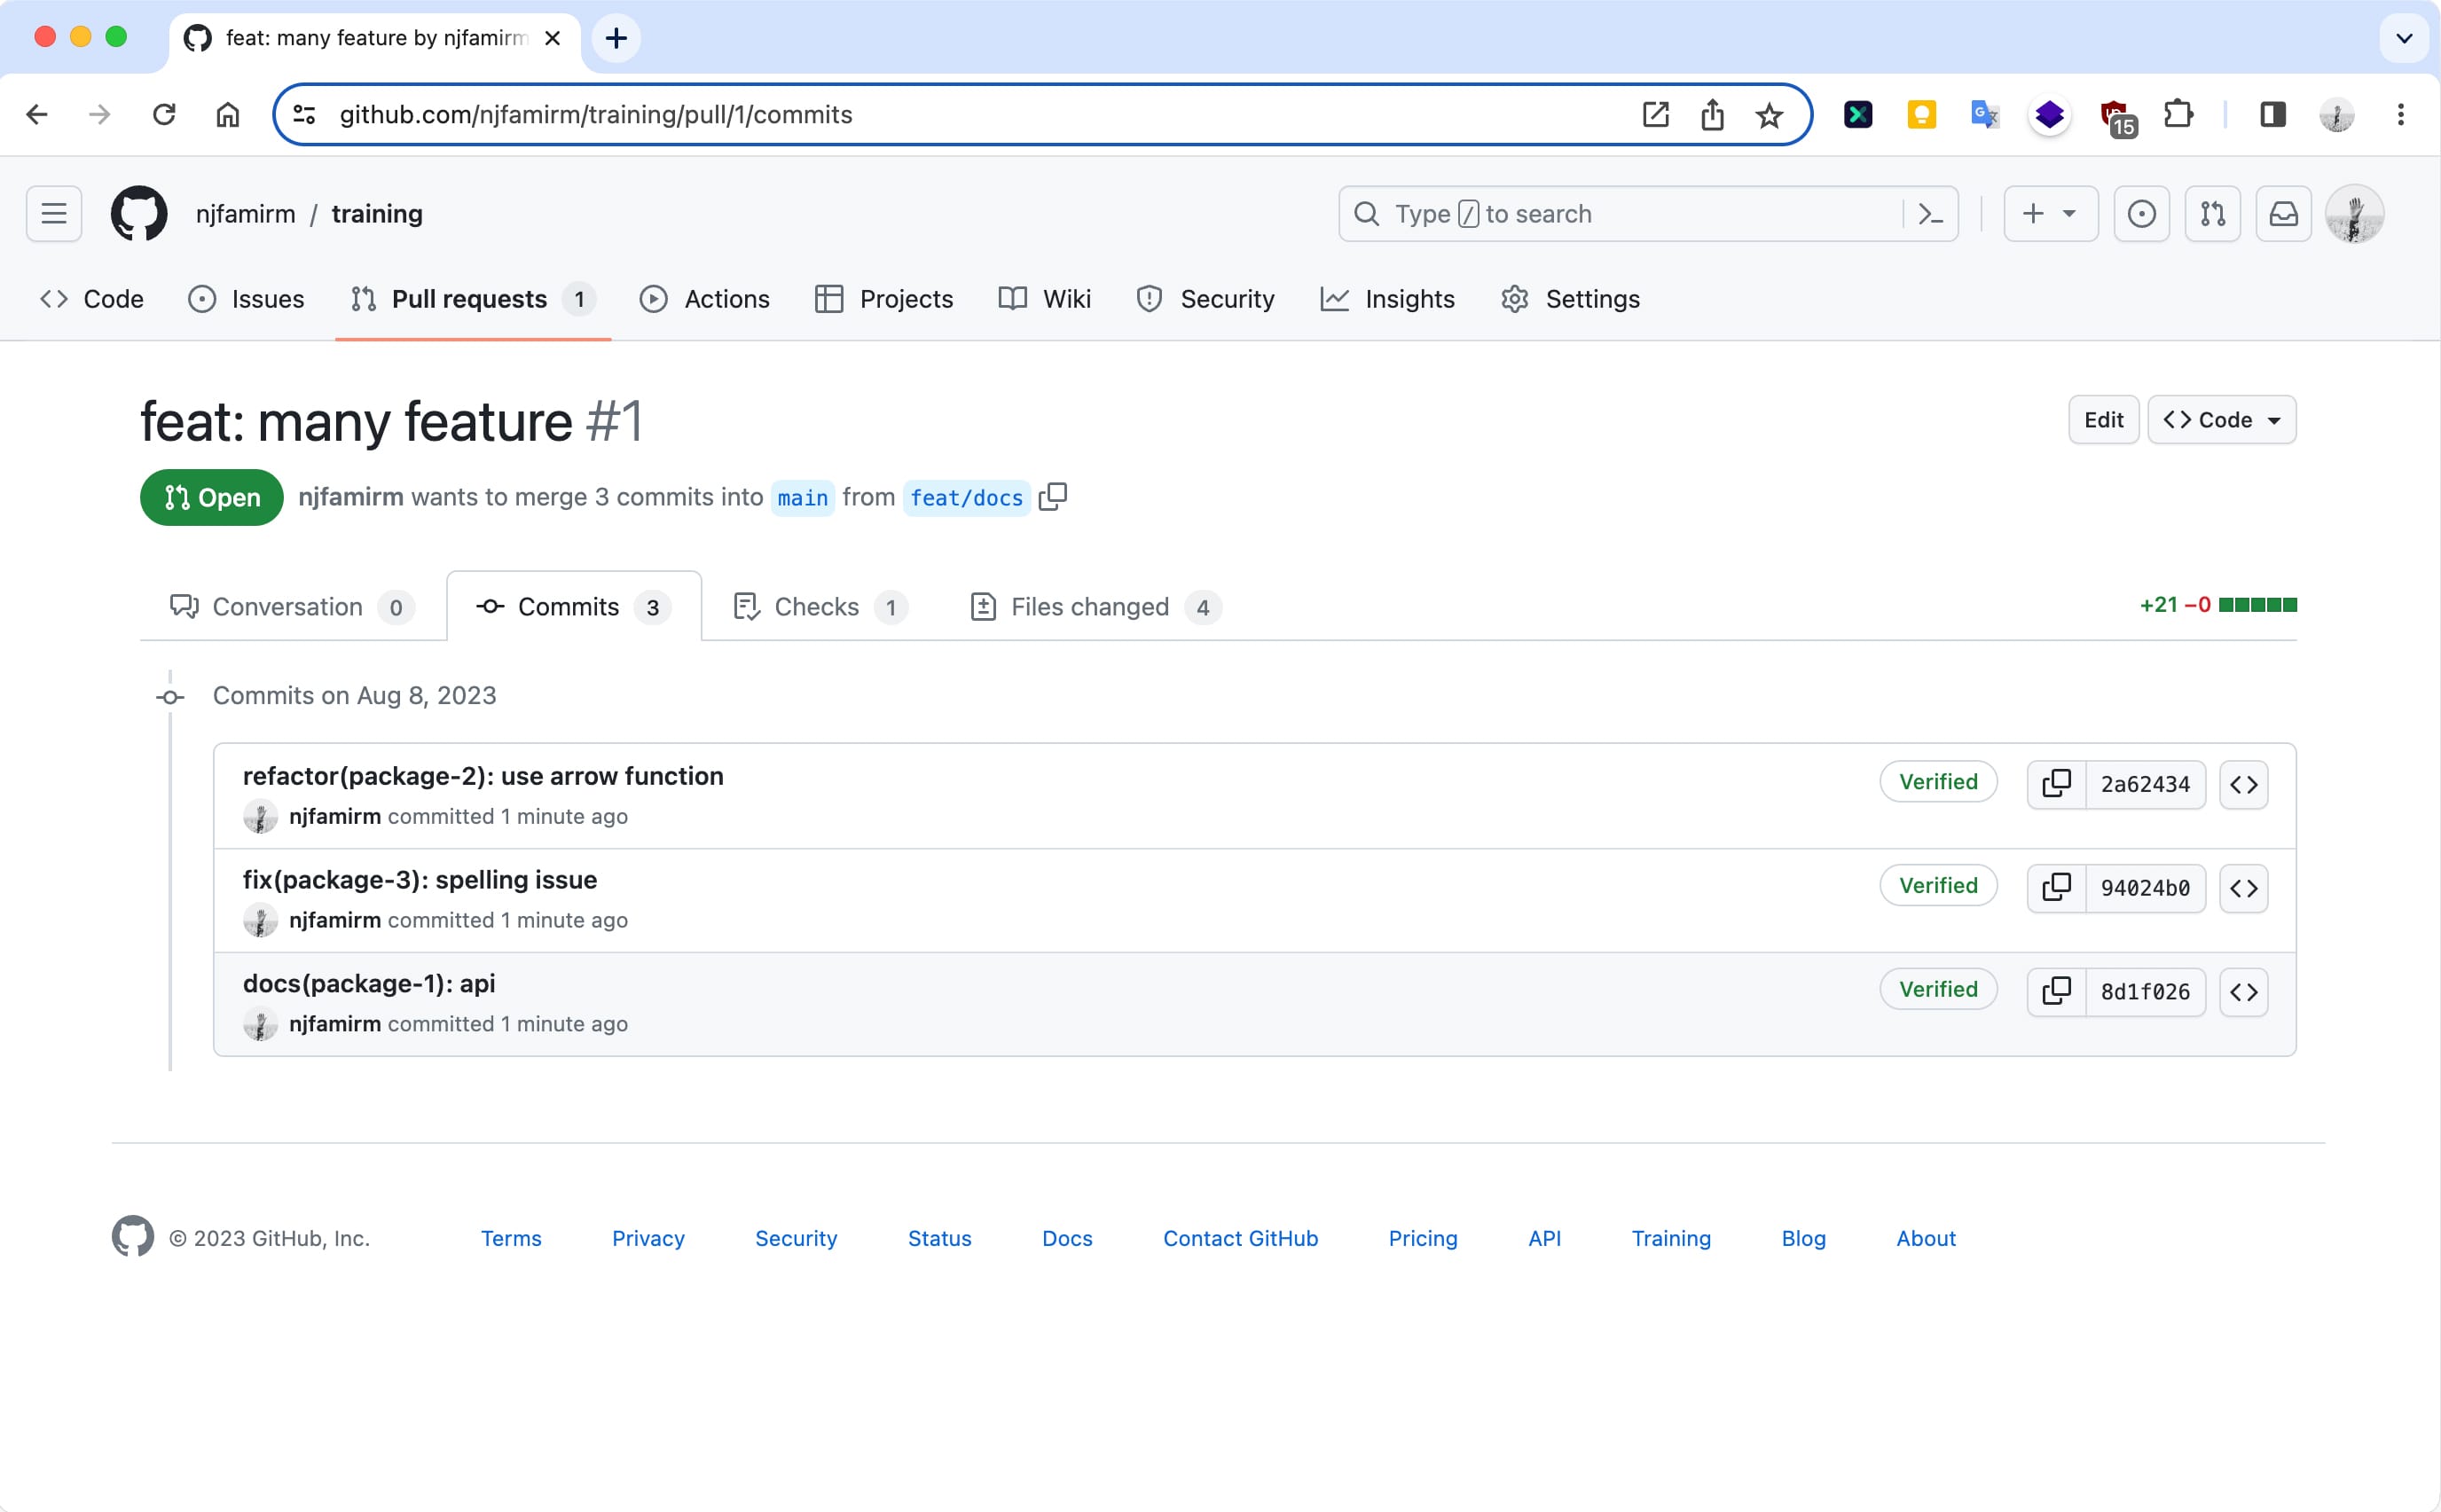 feat: many feature by njfamirm
github.com/njfamirm/training/pull/1/commits
15
njfamirm / training
Type / to search
Code Issues Pull requests 1 Actions Projects Wiki Security Insights Settings
feat: many feature #1
Edit Code
Open njfamirm wants to merge 3 commits into main from feat/docs
Conversation 0 Commits 3 Checks 1 Files changed 4 +21 −0
Commits on Aug 8, 2023
refactor(package-2): use arrow function
njfamirm committed 1 minute ago
Verified 2a62434
fix(package-3): spelling issue
njfamirm committed 1 minute ago
Verified 94024b0
docs(package-1): api
njfamirm committed 1 minute ago
Verified 8d1f026
© 2023 GitHub, Inc. Terms Privacy Security Status Docs Contact GitHub Pricing API Training Blog About